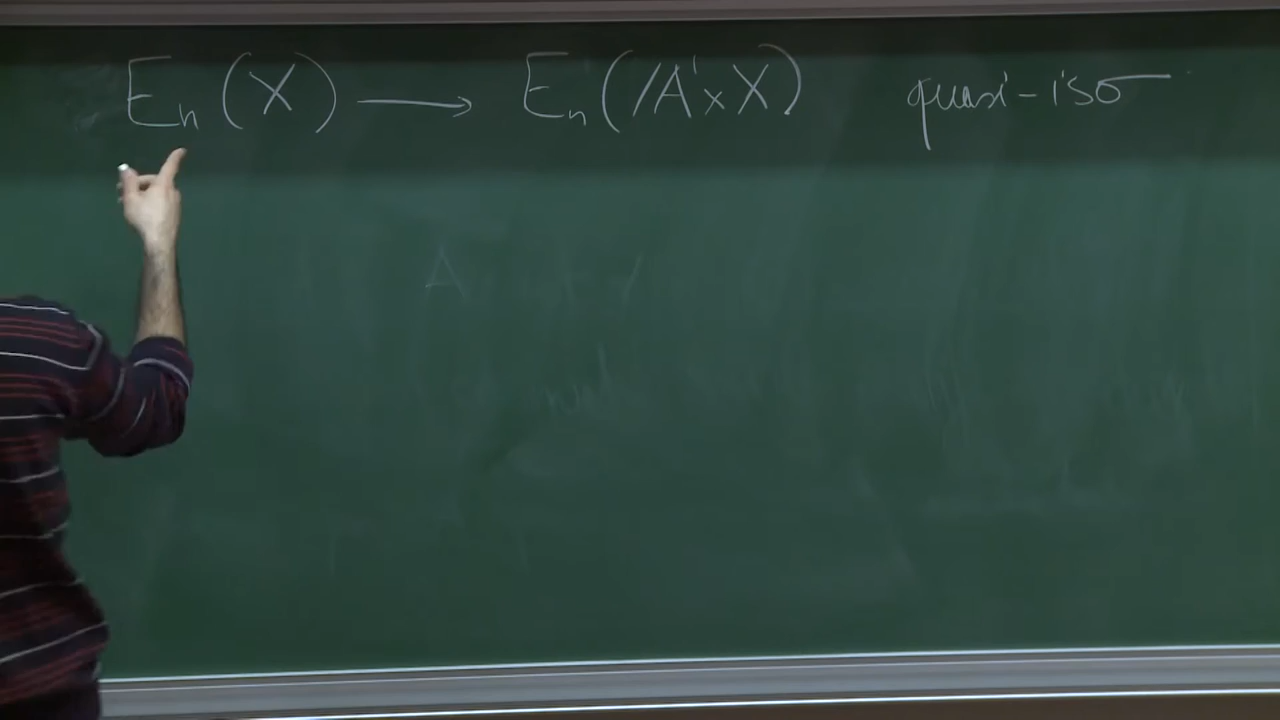 Eₙ(X) ⟶ Eₙ(𝔸¹×X) quasi-iso